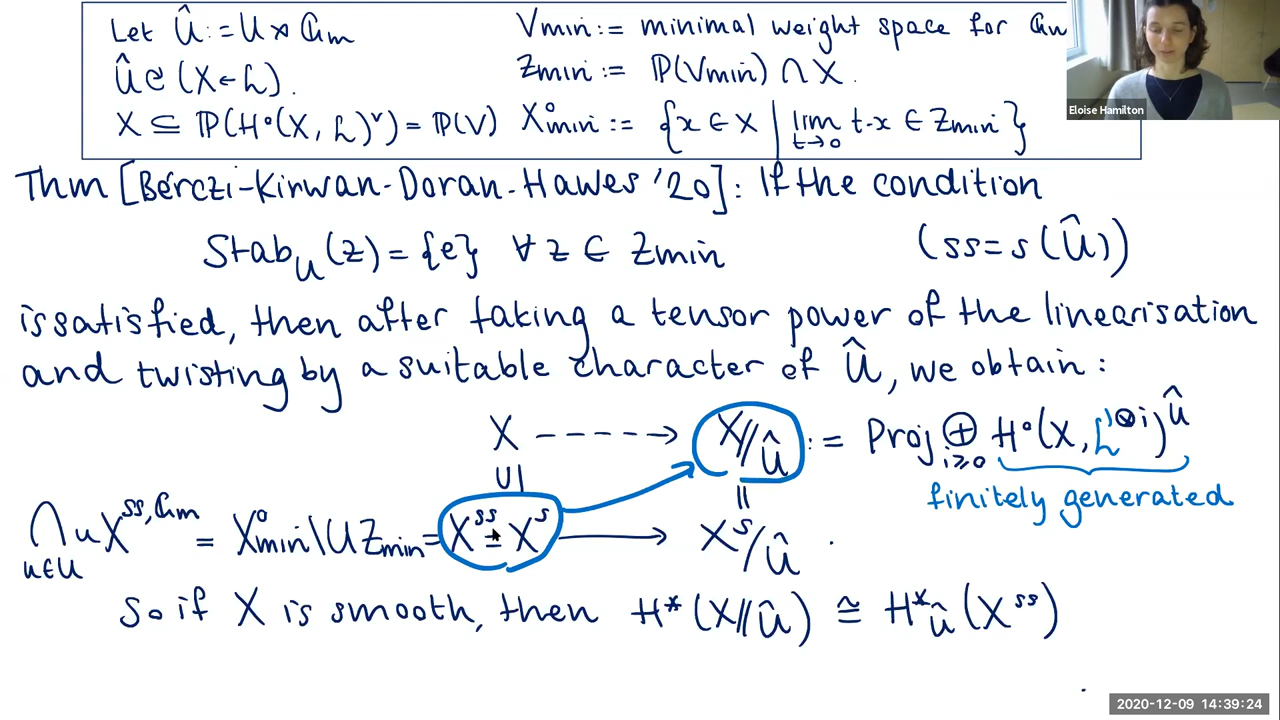 Let Û := U ⋊ Gm
Vmin := minimal weight space for Gm
Û ↻ (X ← L).
Zmin := P(Vmin) ∩ X.
X ⊆ P(H⁰(X, L)ᵛ) = P(V)
X⁰min := {x ∈ X | lim t→0 t·x ∈ Zmin}
Eloise Hamilton
Thm [Bérczi-Kirwan-Doran-Hawes '20]: If the condition
Stab_U(z) = {e} ∀ z ∈ Zmin
(ss=s(Û))
is satisfied, then after taking a tensor power of the linearisation
and twisting by a suitable character of Û, we obtain:
X ⇢ X//Û := Proj ⊕ i≥0 H⁰(X, L'^⊗i)^Û
∪| ||
finitely generated
∩ u∈U uX^ss,Gm = X⁰min\UZmin = X^ss = X^s → X^s/Û .
So if X is smooth, then H*(X//Û) ≅ H*_Û(X^ss)
2020-12-09 14:39:24